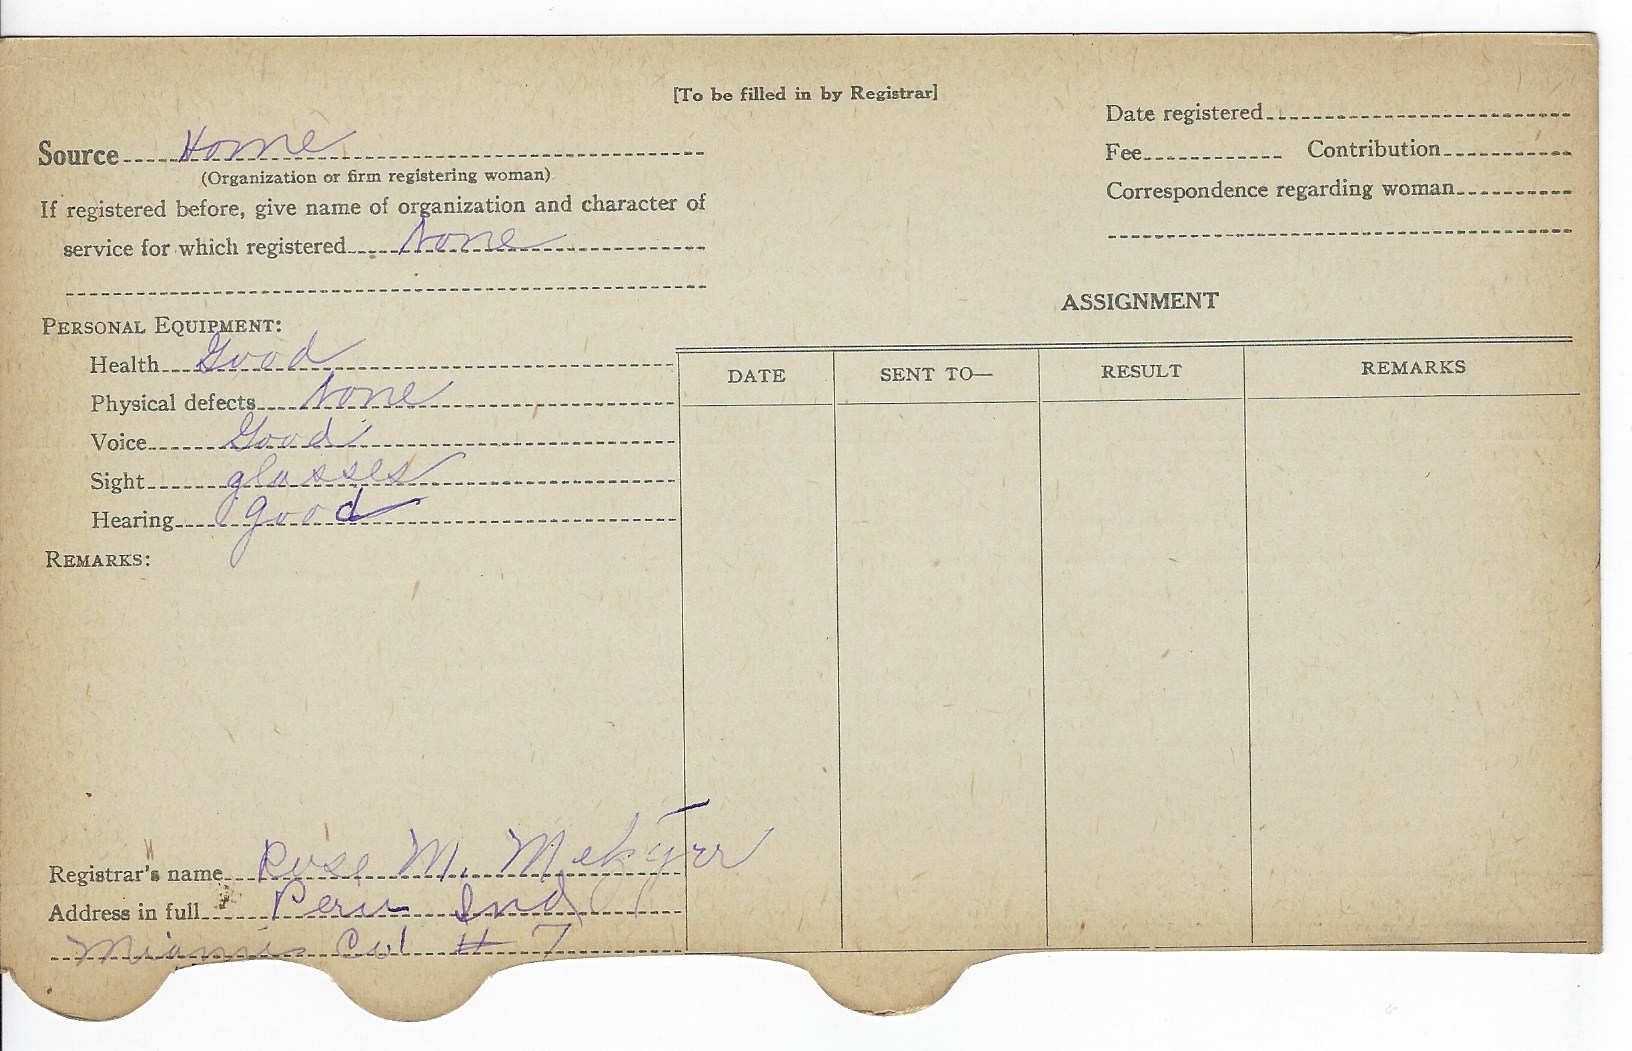 [To be filled in by Registrar]
Date registered
Source Home
Fee Contribution
(Organization or firm registering woman)
Correspondence regarding woman
If registered before, give name of organization and character of
service for which registered None
ASSIGNMENT
PERSONAL EQUIPMENT:
Health Good
DATE SENT TO— RESULT REMARKS
Physical defects None
Voice Good
Sight glasses
Hearing good
REMARKS:
Registrar's name Rose M.
Address in full Peru Ind
# 7